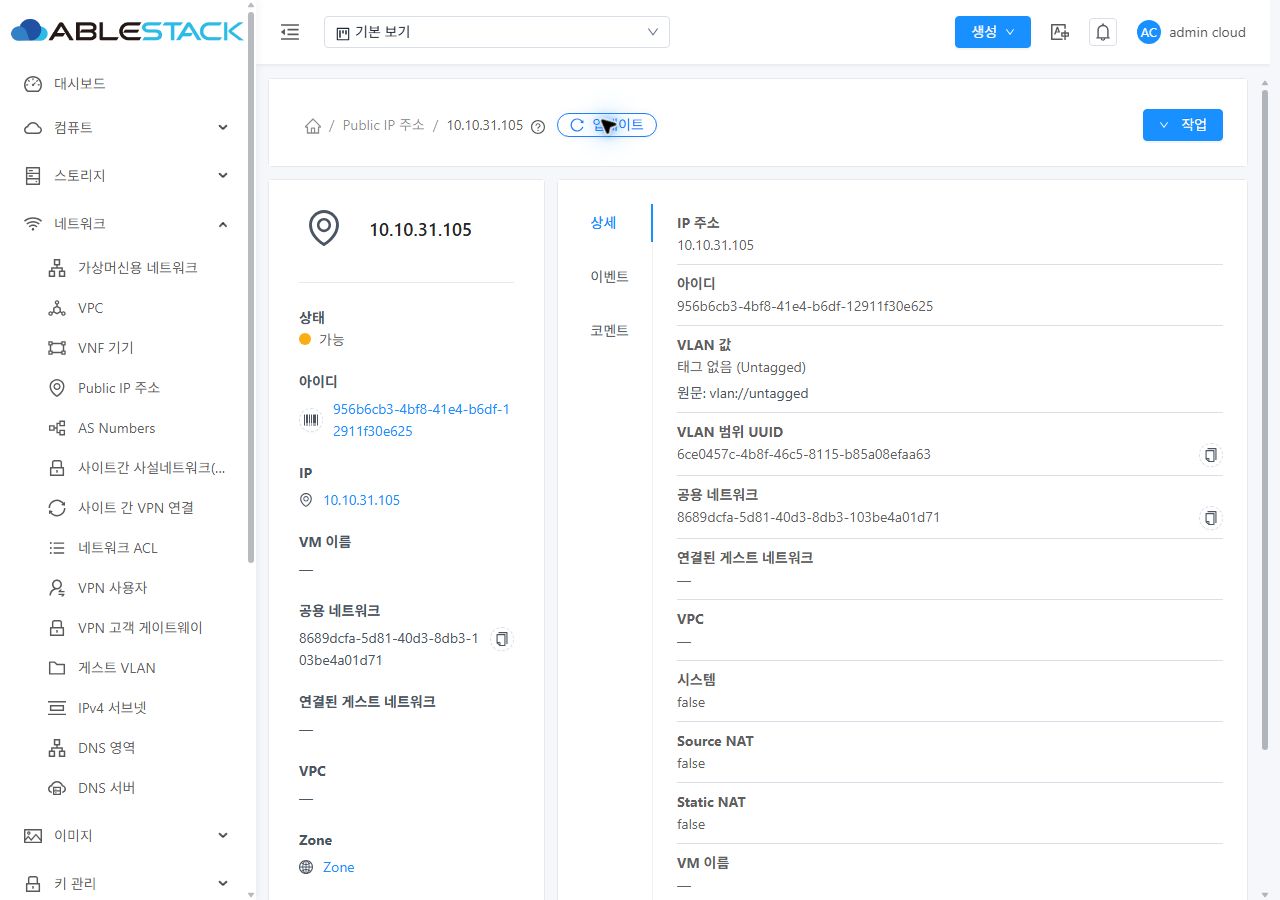 ABLESTACK
기본 보기
생성
AC
admin cloud
대시보드
컴퓨트
스토리지
네트워크
가상머신용 네트워크
VPC
VNF 기기
Public IP 주소
AS Numbers
사이트간 사설네트워크(...
사이트 간 VPN 연결
네트워크 ACL
VPN 사용자
VPN 고객 게이트웨이
게스트 VLAN
IPv4 서브넷
DNS 영역
DNS 서버
이미지
키 관리
/ Public IP 주소 / 10.10.31.105
작업
10.10.31.105
상태
가능
아이디
956b6cb3-4bf8-41e4-b6df-1
2911f30e625
IP
10.10.31.105
VM 이름
—
공용 네트워크
8689dcfa-5d81-40d3-8db3-1
03be4a01d71
연결된 게스트 네트워크
—
VPC
—
Zone
Zone
상세
이벤트
코멘트
IP 주소
10.10.31.105
아이디
956b6cb3-4bf8-41e4-b6df-12911f30e625
VLAN 값
태그 없음 (Untagged)
원문: vlan://untagged
VLAN 범위 UUID
6ce0457c-4b8f-46c5-8115-b85a08efaa63
공용 네트워크
8689dcfa-5d81-40d3-8db3-103be4a01d71
연결된 게스트 네트워크
—
VPC
—
시스템
false
Source NAT
false
Static NAT
false
VM 이름
—